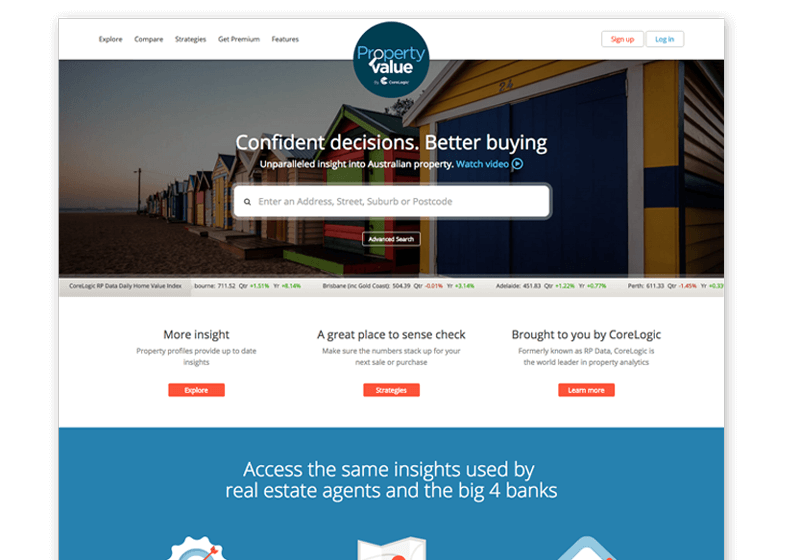 Explore Compare Strategies Get Premium Features
Sign up Log in
Property
Value
By CoreLogic
24
Confident decisions. Better buying
Unparalleled insight into Australian property. Watch video
Enter an Address, Street, Suburb or Postcode
Advanced Search
CoreLogic RP Data Daily Home Value Index bourne: 711.52 Qtr +1.51% Yr +8.14% Brisbane (inc Gold Coast): 504.39 Qtr -0.01% Yr +3.14% Adelaide: 451.83 Qtr +1.22% Yr +0.77% Perth: 611.33 Qtr -1.45% Yr +0.33
More insight
Property profiles provide up to date
insights
Explore
A great place to sense check
Make sure the numbers stack up for your
next sale or purchase
Strategies
Brought to you by CoreLogic
Formerly known as RP Data, CoreLogic is
the world leader in property analytics
Learn more
Access the same insights used by
real estate agents and the big 4 banks